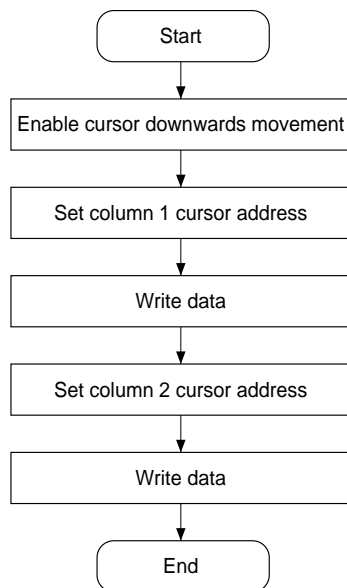 Start
Enable cursor downwards movement
Set column 1 cursor address
Write data
Set column 2 cursor address
Write data
End